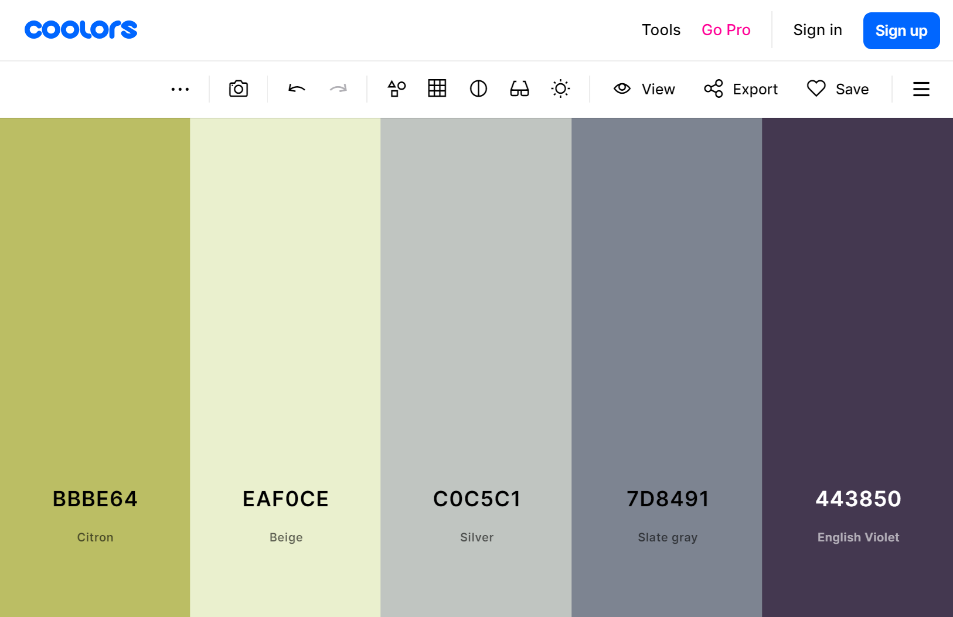 coolors
Tools Go Pro Sign in Sign up
View Export Save
BBBE64 EAF0CE C0C5C1 7D8491 443850
Citron Beige Silver Slate gray English Violet